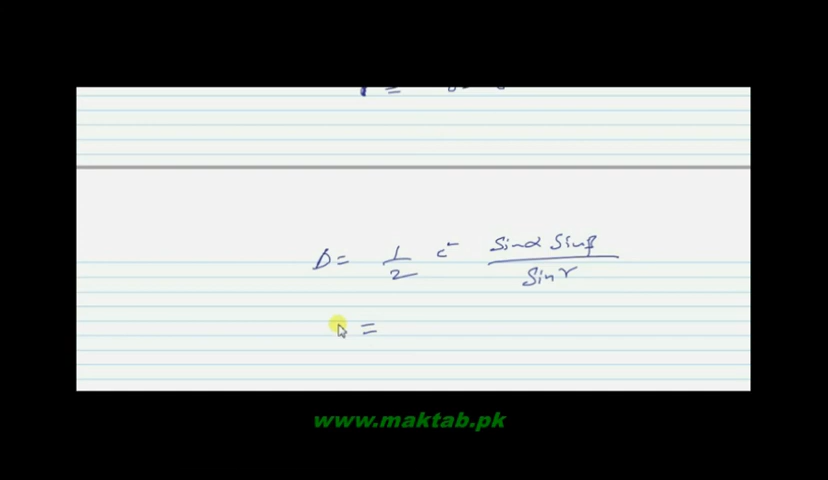 Δ = 1/2 c² Sinα Sinβ / Sinγ
=
www.maktab.pk